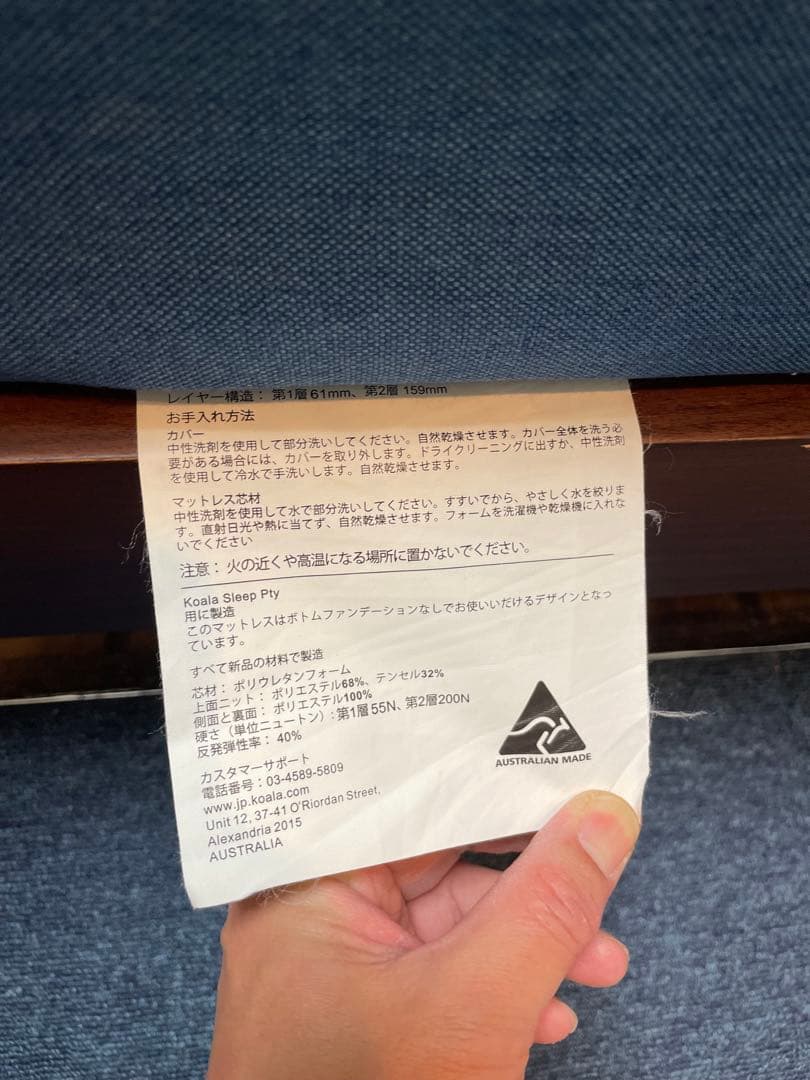 レイヤー構造： 第1層 61mm、第2層 159mm
お手入れ方法
カバー
中性洗剤を使用して部分洗いしてください。自然乾燥させます。カバー全体を洗う必
要がある場合には、カバーを取り外します。ドライクリーニングに出すか、中性洗剤
を使用して冷水で手洗いします。自然乾燥させます。
マットレス芯材
中性洗剤を使用して水で部分洗いしてください。すすいでから、やさしく水を絞りま
す。直射日光や熱に当てず、自然乾燥させます。フォームを洗濯機や乾燥機に入れな
いでください
注意： 火の近くや高温になる場所に置かないでください。
Koala Sleep Pty
用に製造
このマットレスはボトムファンデーションなしでお使いいだけるデザインとなっ
ています。
すべて新品の材料で製造
芯材： ポリウレタンフォーム
上面ニット： ポリエステル68%、テンセル32%
側面と裏面： ポリエステル100%
硬さ（単位ニュートン）：第1層 55N、第2層200N
反発弾性率： 40%
カスタマーサポート
電話番号：03-4589-5809
www.jp.koala.com
Unit 12, 37-41 O'Riordan Street,
Alexandria 2015
AUSTRALIA
AUSTRALIAN MADE